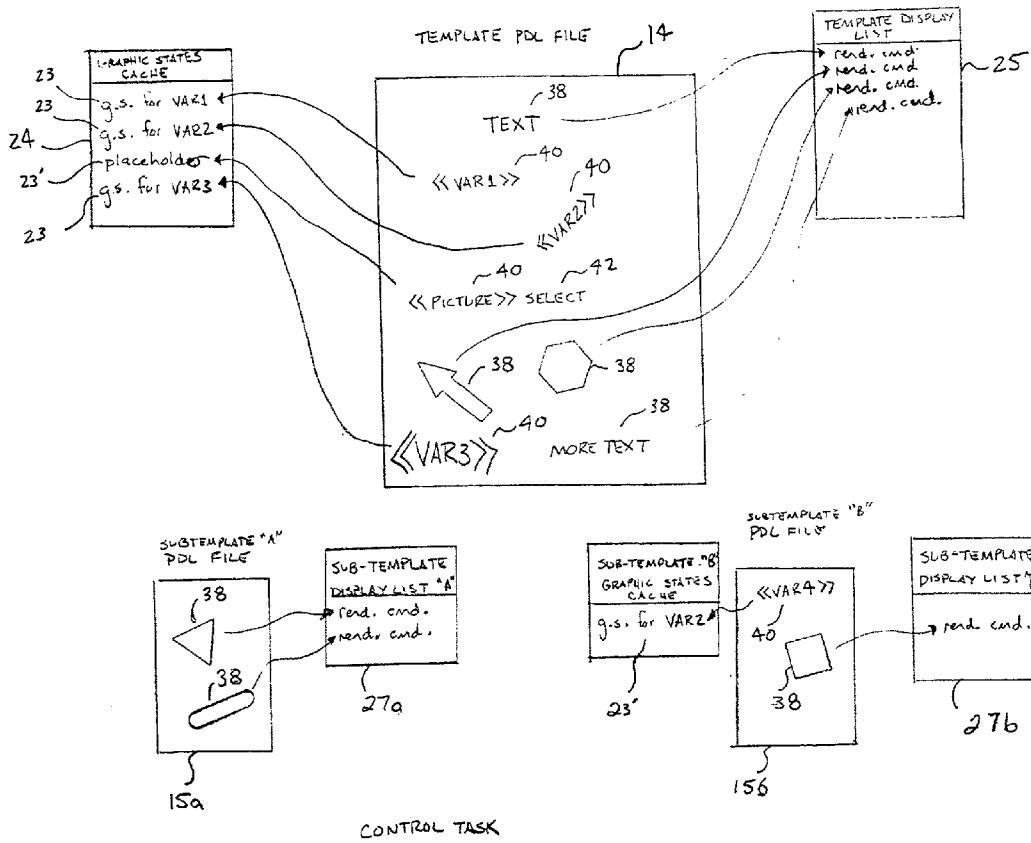 TEMPLATE PDL FILE
14
GRAPHIC STATES
CACHE
23
g.s. for VAR1
23
g.s. for VAR2
24
placeholder
23'
g.s. for VAR3
23
38
TEXT
40
<<VAR1>>
40
<<VAR2>>
40
42
<<PICTURE>> SELECT
38
38
38
40
<<VAR3>>
MORE TEXT
TEMPLATE DISPLAY
LIST
rend. cmd.
rend. cmd
rend. cmd.
rend. cmd.
25
SUBTEMPLATE "A"
PDL FILE
38
38
15a
SUB-TEMPLATE
DISPLAY LIST "A"
rend. cmd.
rend. cmd.
27a
SUB-TEMPLATE "B"
GRAPHIC STATES
CACHE
g.s. for VAR2
23"
SUBTEMPLATE "B"
PDL FILE
<<VAR4>>
40
38
15b
SUB-TEMPLATE
DISPLAY LIST "
rend. cmd.
27b
CONTROL TASK